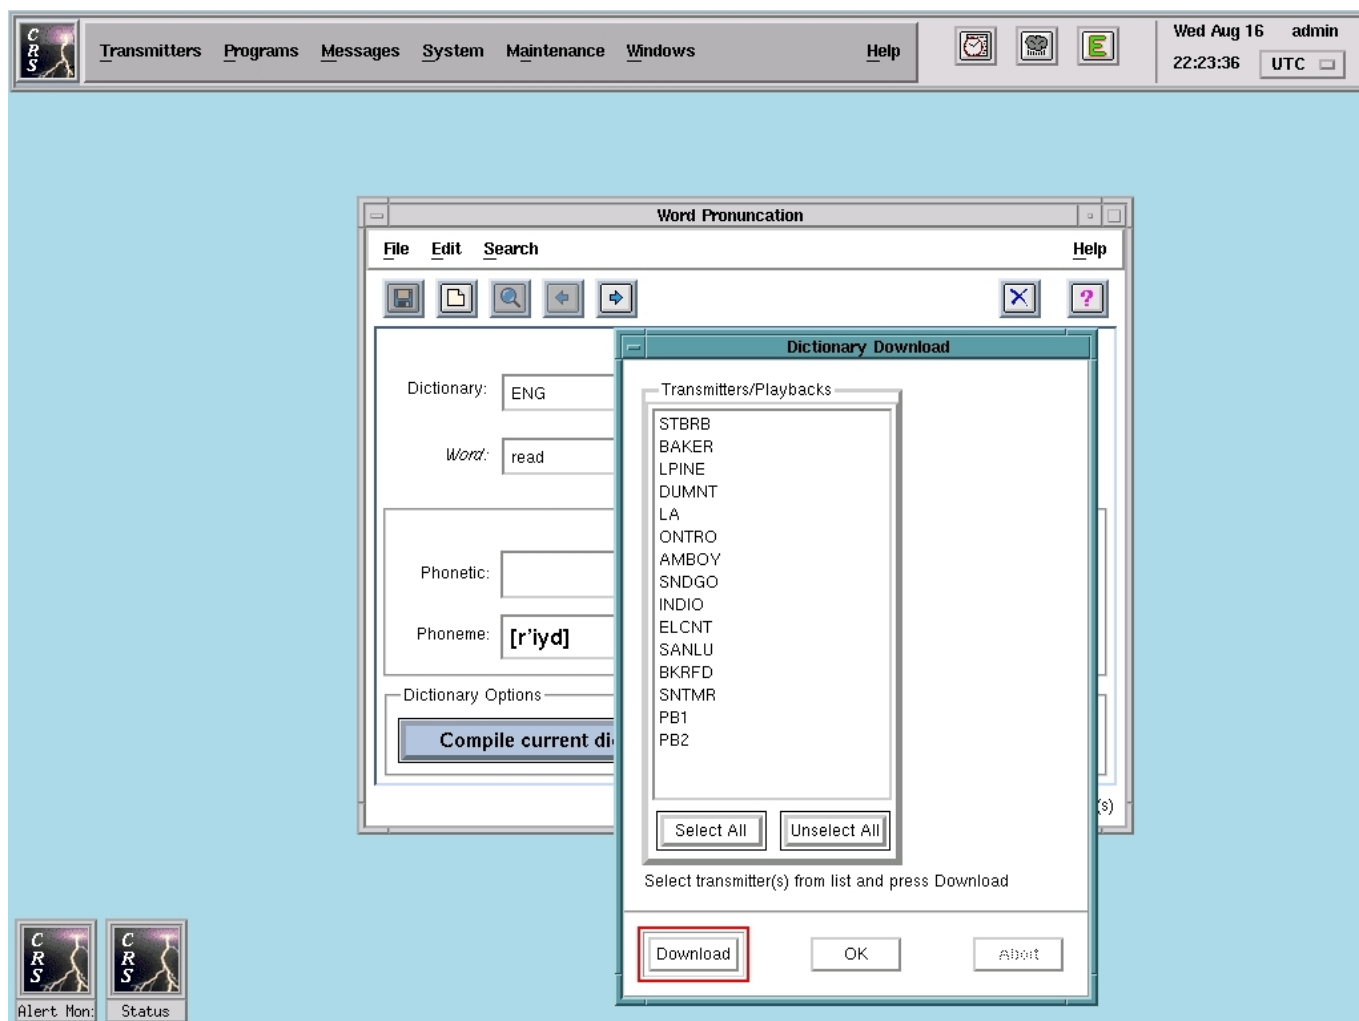 CRS
Transmitters Programs Messages System Maintenance Windows Help
E
Wed Aug 16 admin
22:23:36 UTC
Word Pronuncation
File Edit Search Help
?
Dictionary Download
Dictionary: ENG
Word: read
Phonetic:
Phoneme: [r'iyd]
Dictionary Options
Compile current di
(s)
Transmitters/Playbacks
STBRB
BAKER
LPINE
DUMNT
LA
ONTRO
AMBOY
SNDGO
INDIO
ELCNT
SANLU
BKRFD
SNTMR
PB1
PB2
Select All Unselect All
Select transmitter(s) from list and press Download
Download OK Abort
CRS CRS
Alert Mon: Status